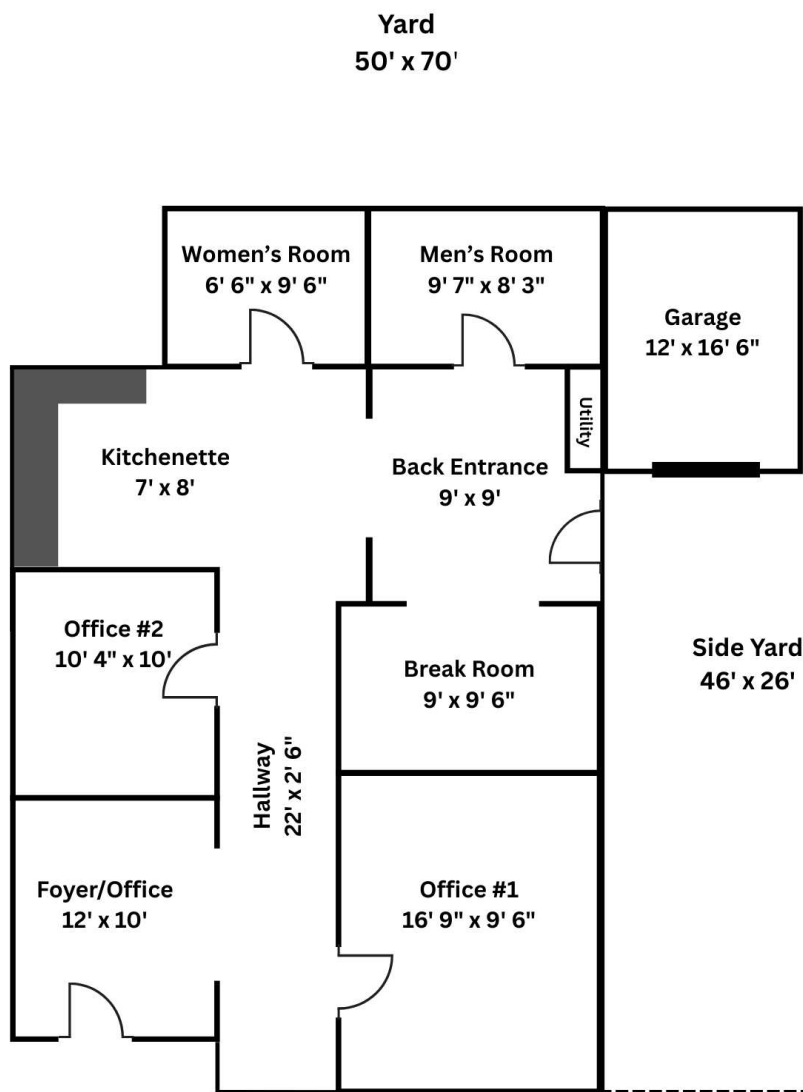 Yard
50' x 70'
Women’s Room
6' 6" x 9' 6"
Men’s Room
9' 7" x 8' 3"
Garage
12' x 16' 6"
Utility
Kitchenette
7' x 8'
Back Entrance
9' x 9'
Office #2
10' 4" x 10'
Break Room
9' x 9' 6"
Side Yard
46' x 26'
Hallway
22' x 2' 6"
Foyer/Office
12' x 10'
Office #1
16' 9" x 9' 6"